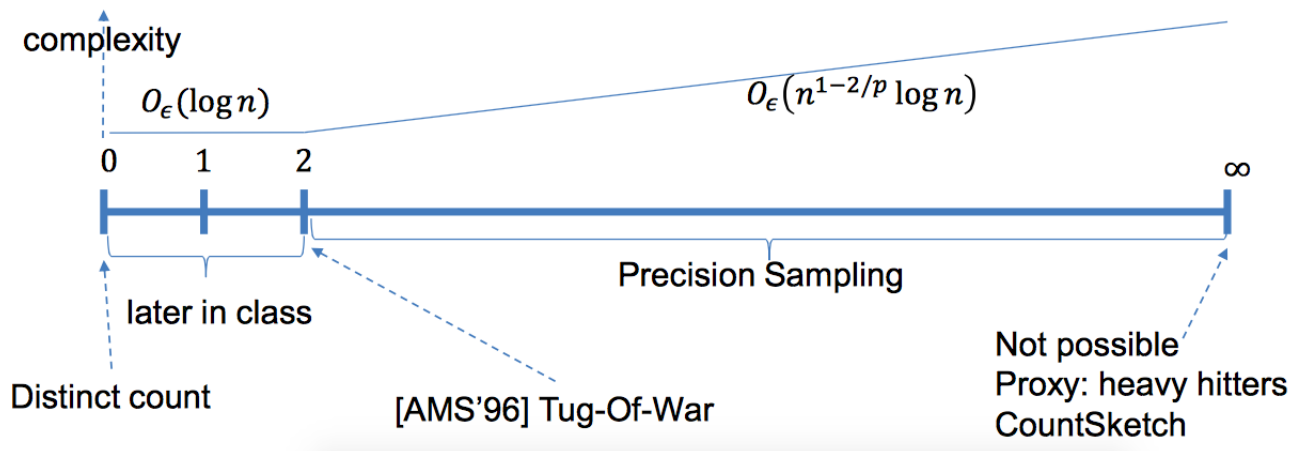 complexity
𝑂_ϵ(log 𝑛)
𝑂_ϵ(𝑛^{1−2/𝑝} log 𝑛)
0 1 2 ∞
Precision Sampling
later in class
Not possible
Proxy: heavy hitters
CountSketch
Distinct count
[AMS’96] Tug-Of-War